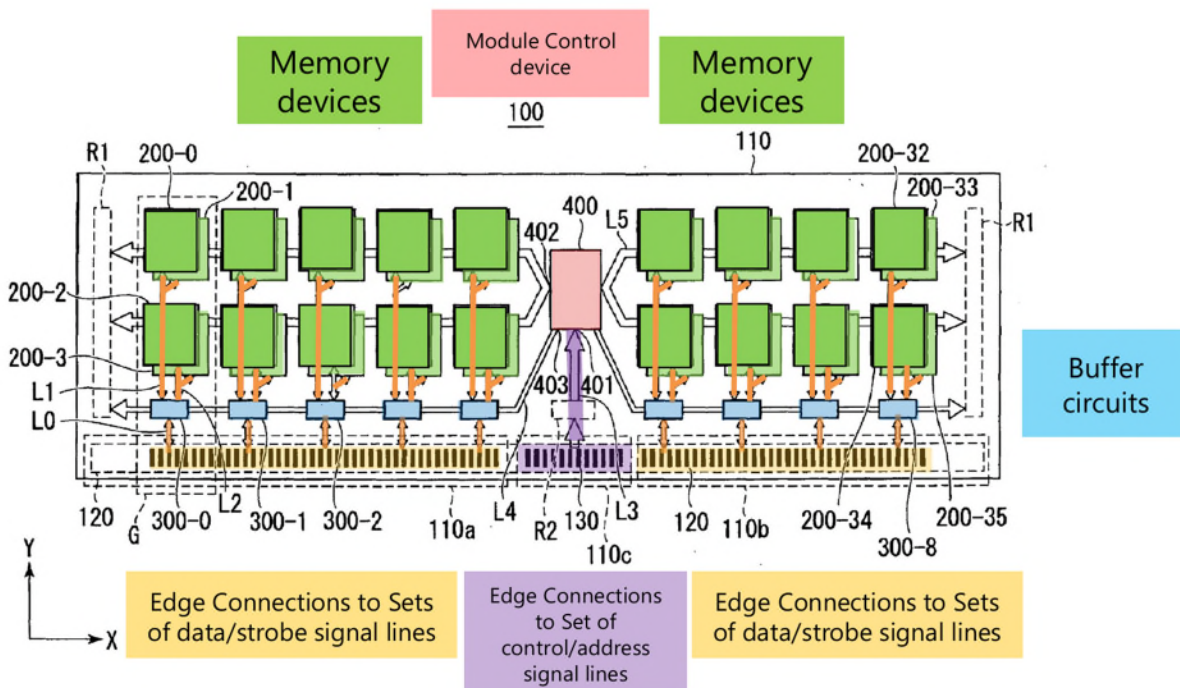 Memory
devices
Module Control
device
Memory
devices
100
110
R1
200-0
200-1
200-32
200-33
R1
400
402
L5
200-2
200-3
L1
L0
403
401
Buffer
circuits
120
G
300-0
L2
300-1
300-2
110a
L4
R2
130
L3
110c
120
110b
200-34
300-8
200-35
Y
X
Edge Connections to Sets
of data/strobe signal lines
Edge Connections
to Set of
control/address
signal lines
Edge Connections to Sets
of data/strobe signal lines